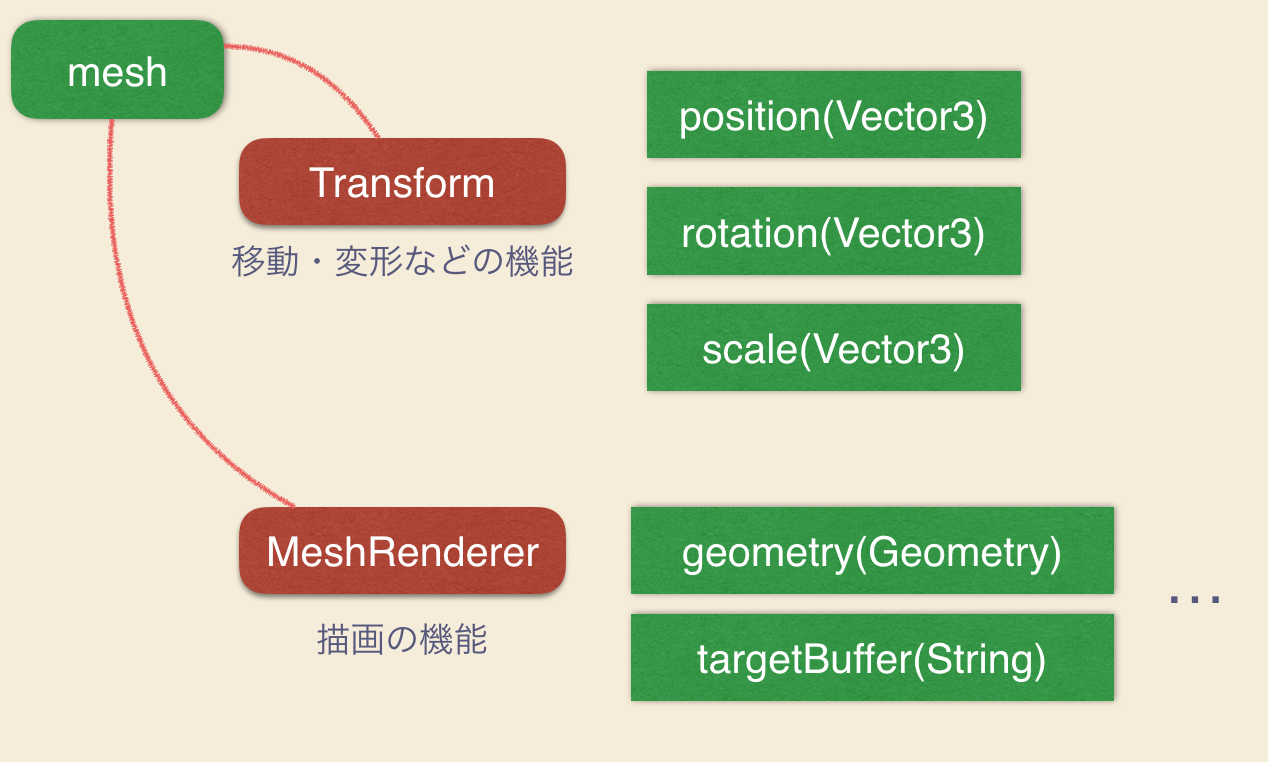 mesh
Transform
移動・変形などの機能
position(Vector3)
rotation(Vector3)
scale(Vector3)
MeshRenderer
描画の機能
geometry(Geometry)
targetBuffer(String)
…